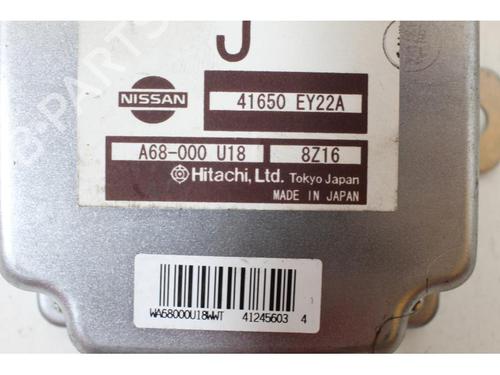 J
NISSAN 41650 EY22A
A68-000 U18 8Z16
Hitachi, Ltd. Tokyo Japan
MADE IN JAPAN
WA68000U18WWT 41245603 4